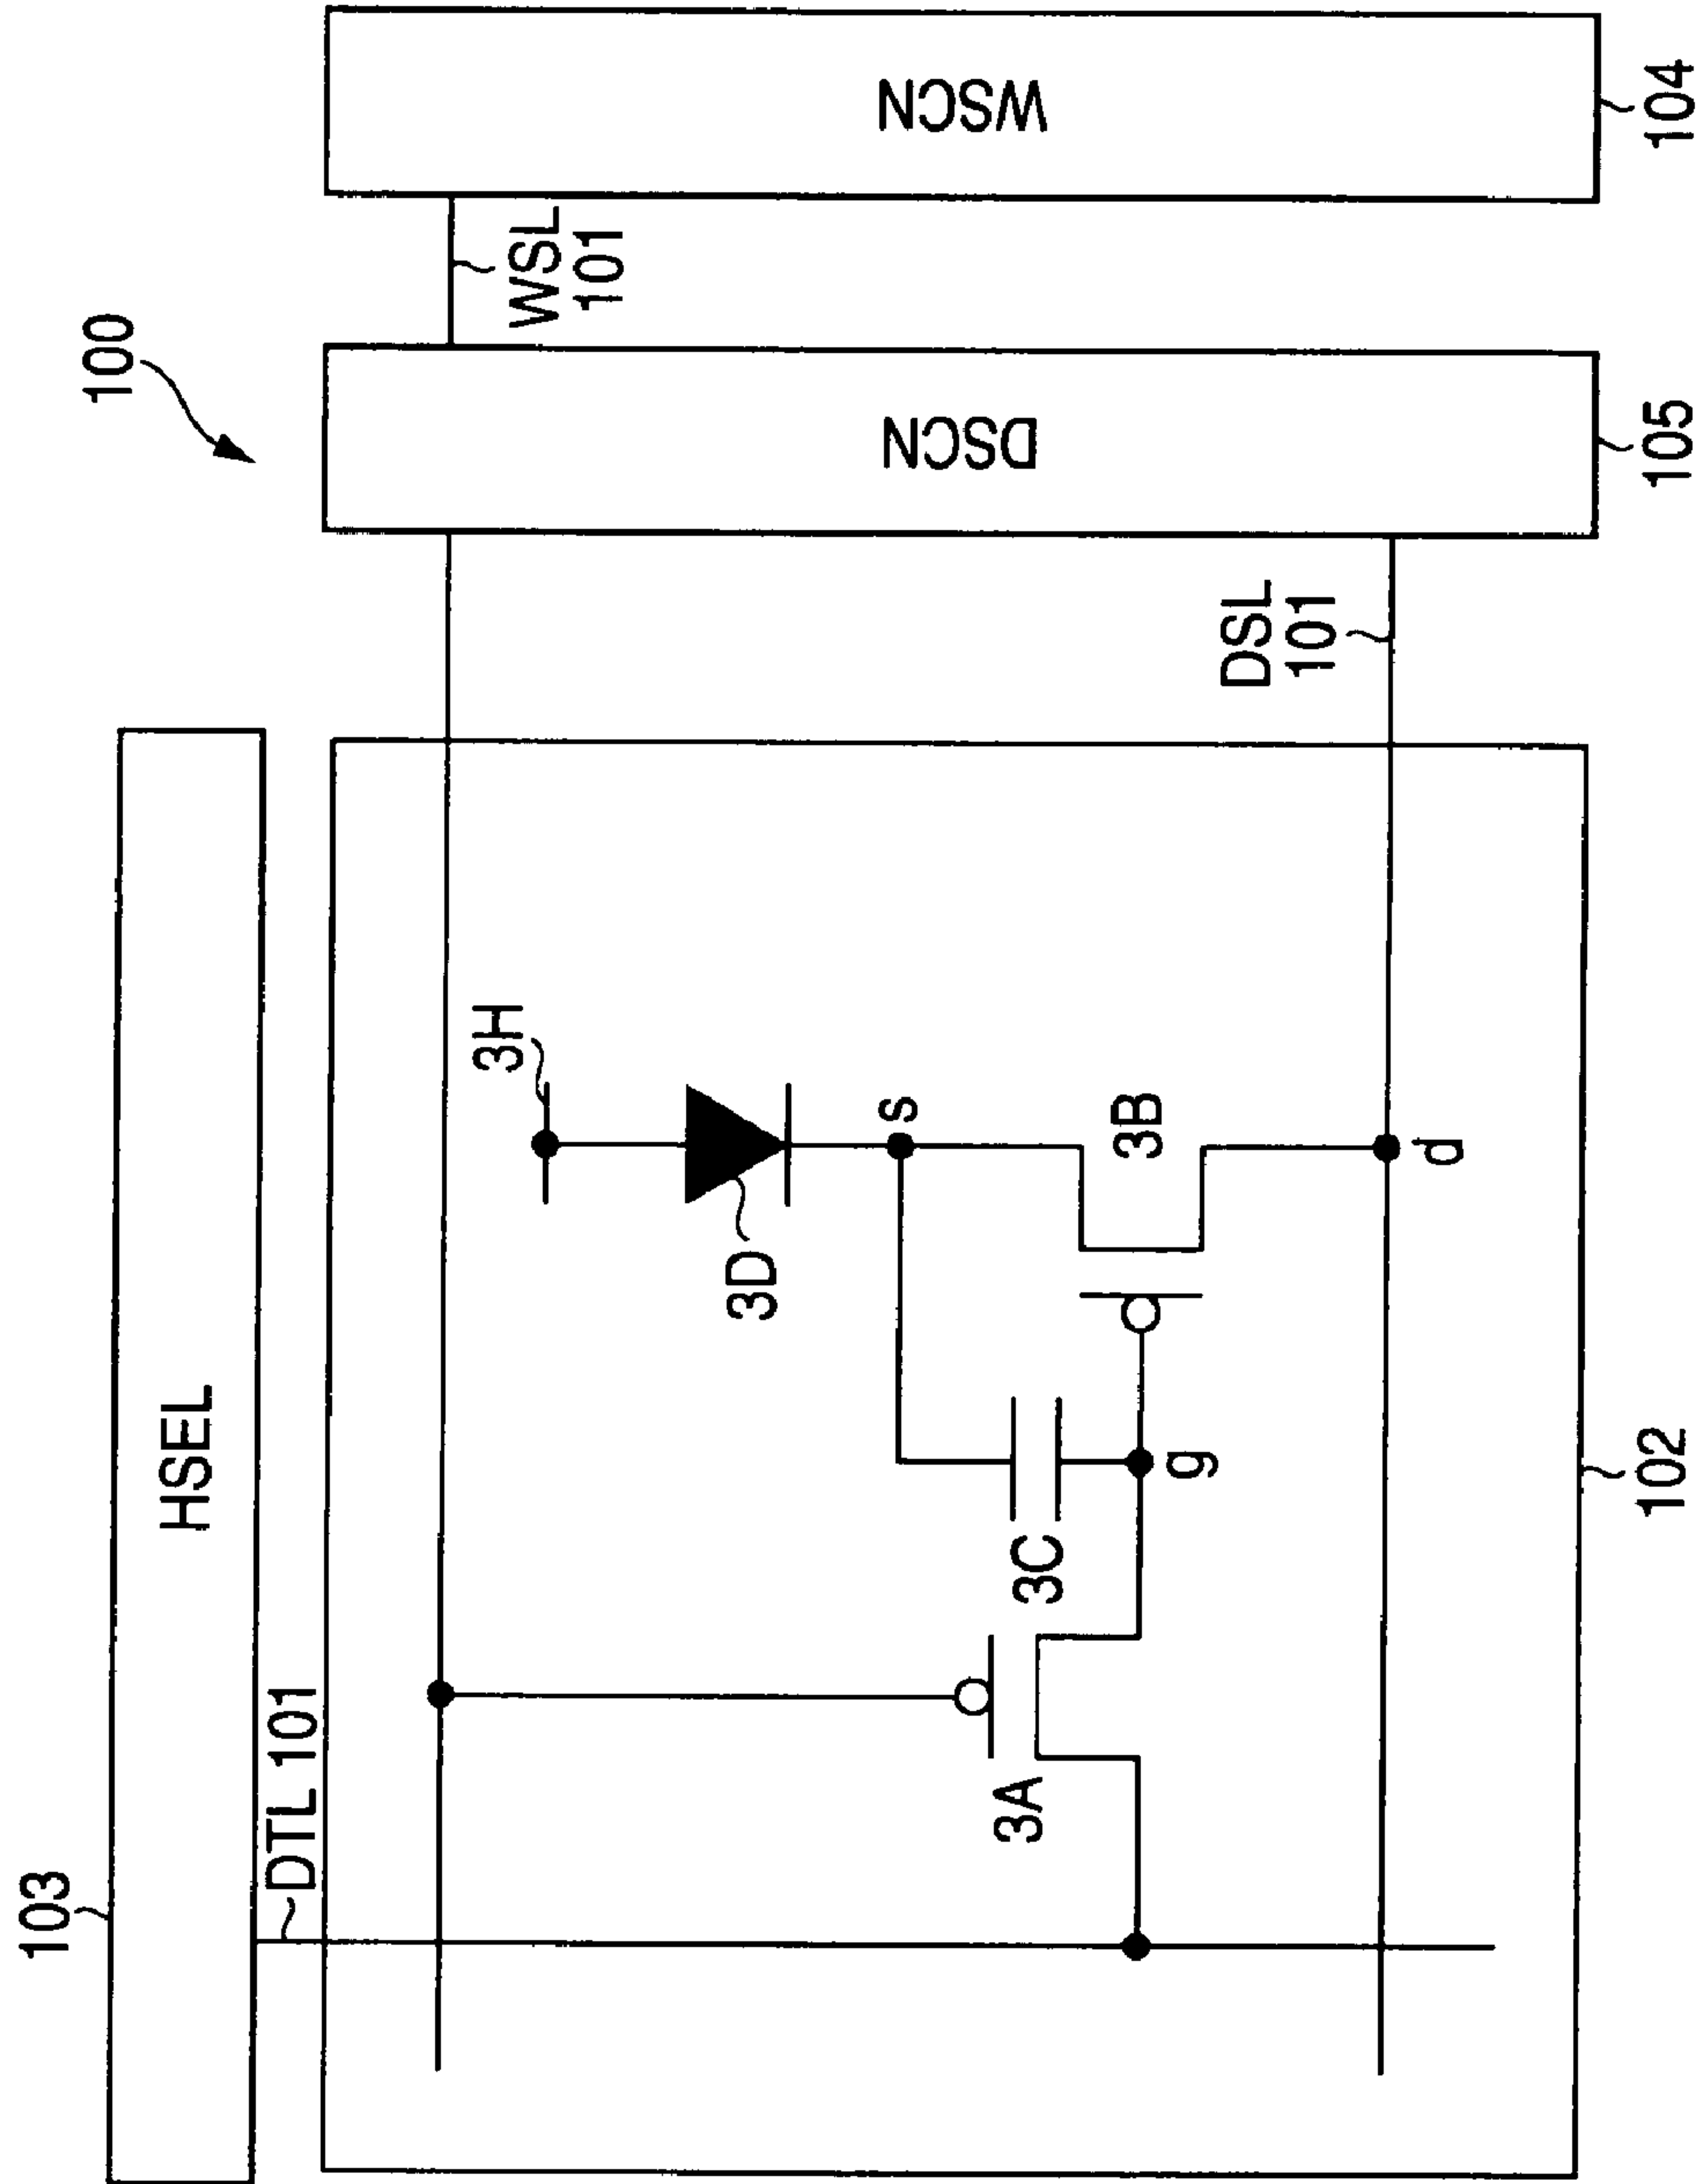 100
103
HSEL
DTL 101
WSL
101
WSCN
104
DSCN
105
DSL
101
3H
3D
s
3B
d
3C
g
3A
102